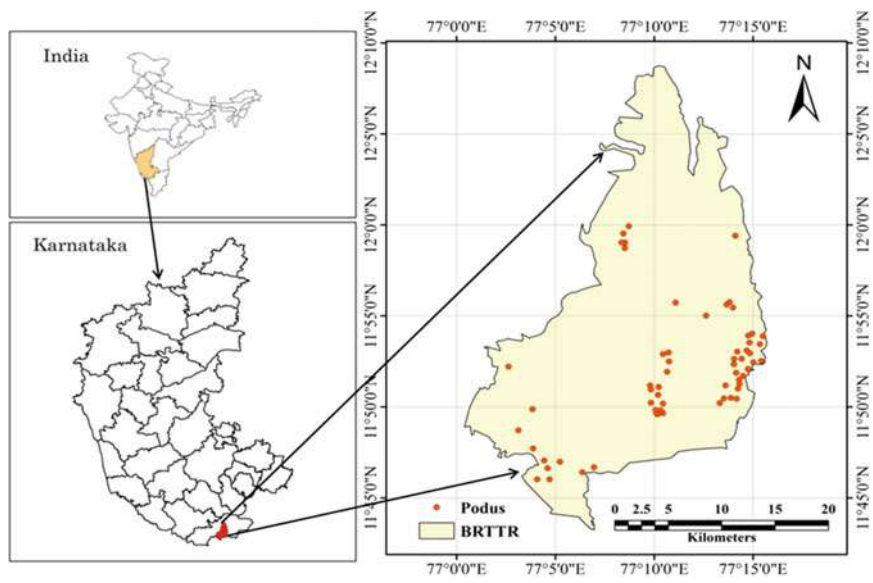 India
Karnataka
77°0'0"E 77°5'0"E 77°10'0"E 77°15'0"E
12°10'0"N 12°10'0"N
12°5'0"N 12°5'0"N
12°0'0"N 12°0'0"N
11°55'0"N 11°55'0"N
11°50'0"N 11°50'0"N
11°45'0"N 11°45'0"N
N
Podus
BRTTR
0 2.5 5 10 15 20
Kilometers
77°0'0"E 77°5'0"E 77°10'0"E 77°15'0"E